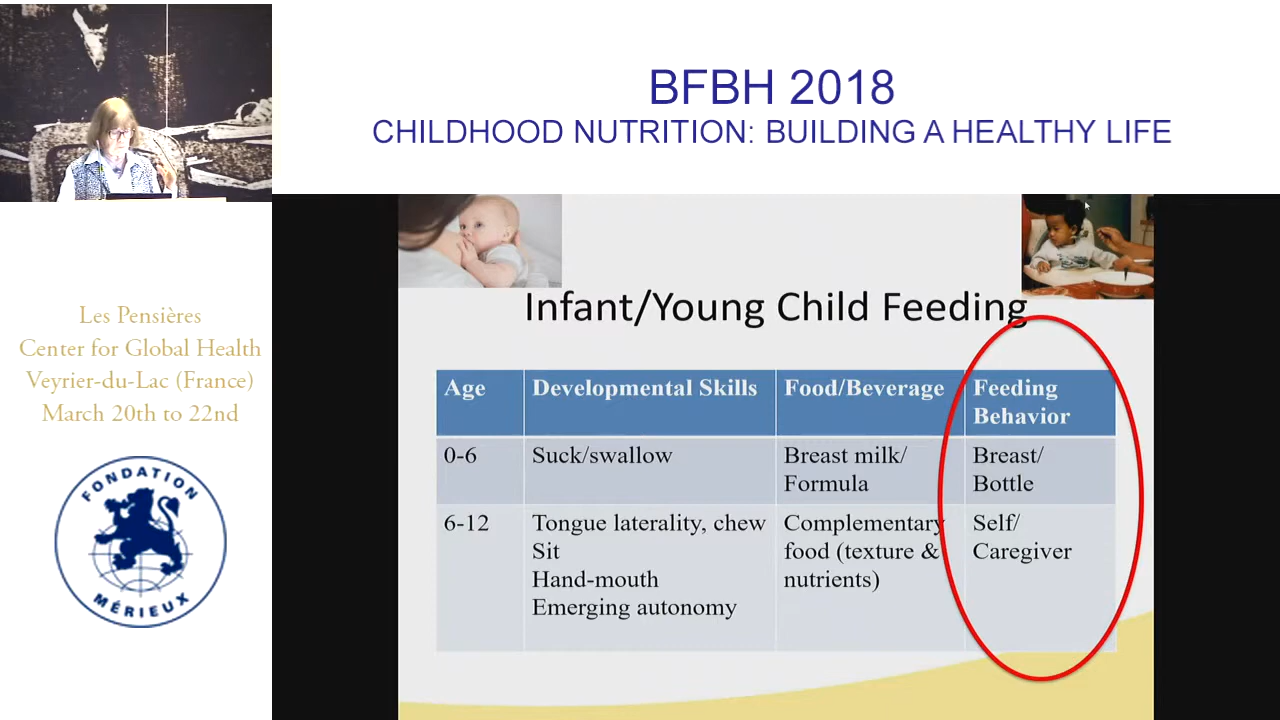 BFBH 2018
CHILDHOOD NUTRITION: BUILDING A HEALTHY LIFE
Les Pensières
Center for Global Health
Veyrier-du-Lac (France)
March 20th to 22nd
FONDATION
MÉRIEUX
Infant/Young Child Feeding
Age
Developmental Skills
Food/Beverage
Feeding
Behavior
0-6
Suck/swallow
Breast milk/
Formula
Breast/
Bottle
6-12
Tongue laterality, chew
Sit
Hand-mouth
Emerging autonomy
Complementary
food (texture &
nutrients)
Self/
Caregiver